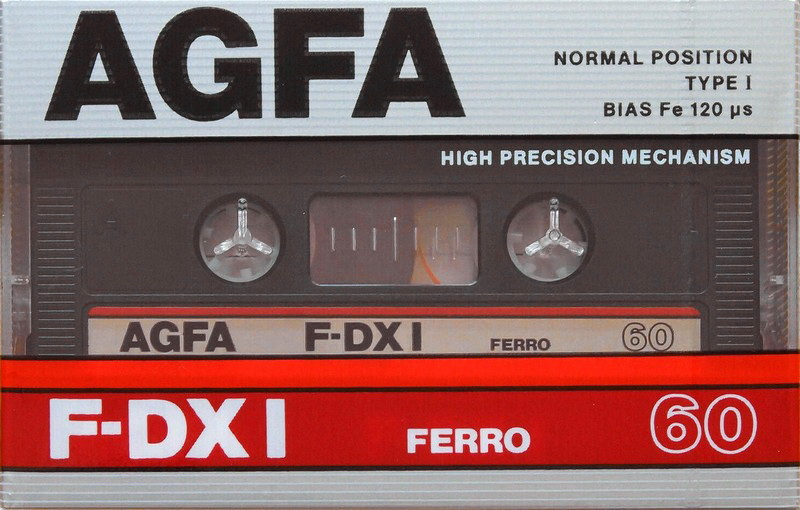 AGFA
NORMAL POSITION
TYPE I
BIAS Fe 120 µs
HIGH PRECISION MECHANISM
AGFA F-DX I FERRO 60
F-DX I FERRO 60